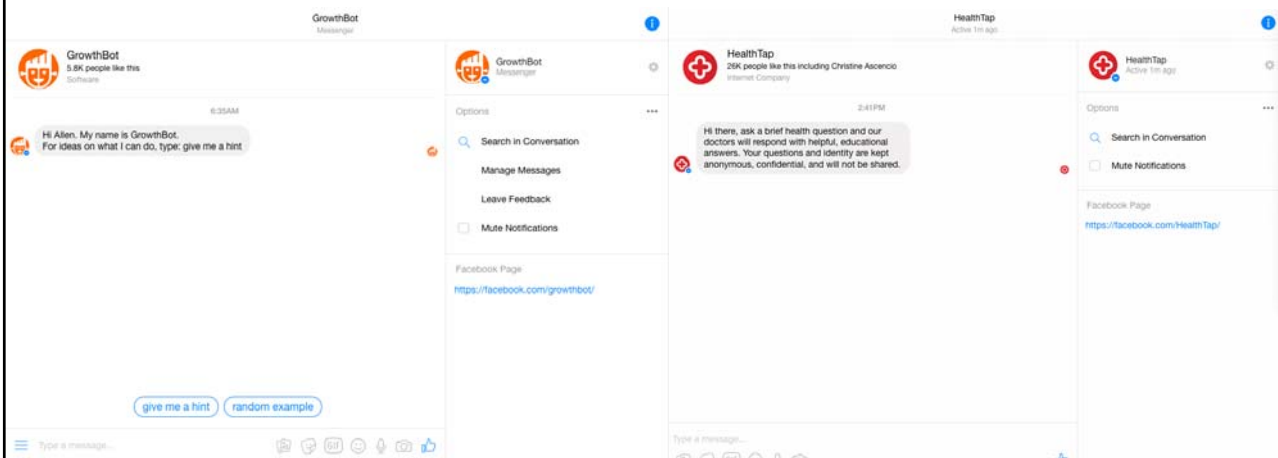 GrowthBot
Messenger
GrowthBot
5.8K people like this
Software
6:35AM
Hi Allen. My name is GrowthBot.
For ideas on what I can do, type: give me a hint
give me a hint
random example
Type a message...
GIF
GrowthBot
Messenger
Options
Search in Conversation
Manage Messages
Leave Feedback
Mute Notifications
Facebook Page
https://facebook.com/growthbot/
HealthTap
Active 1m ago
HealthTap
26K people like this including Christine Ascencio
Internet Company
2:41PM
Hi there, ask a brief health question and our
doctors will respond with helpful, educational
answers. Your questions and identity are kept
anonymous, confidential, and will not be shared.
Type a message...
HealthTap
Active 1m ago
Options
Search in Conversation
Mute Notifications
Facebook Page
https://facebook.com/HealthTap/